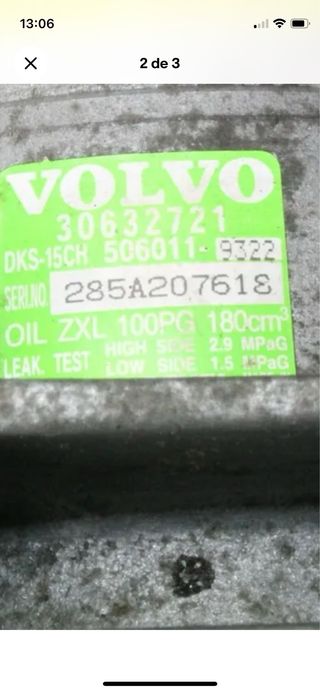 13:06
2 de 3
VOLVO
30632721
DKS-15CH 506011-9322
SERI.NO. 285A207618
OIL ZXL 100PG 180cm³
LEAK TEST HIGH SIDE 2.9 MPaG
LOW SIDE 1.5 MPaG